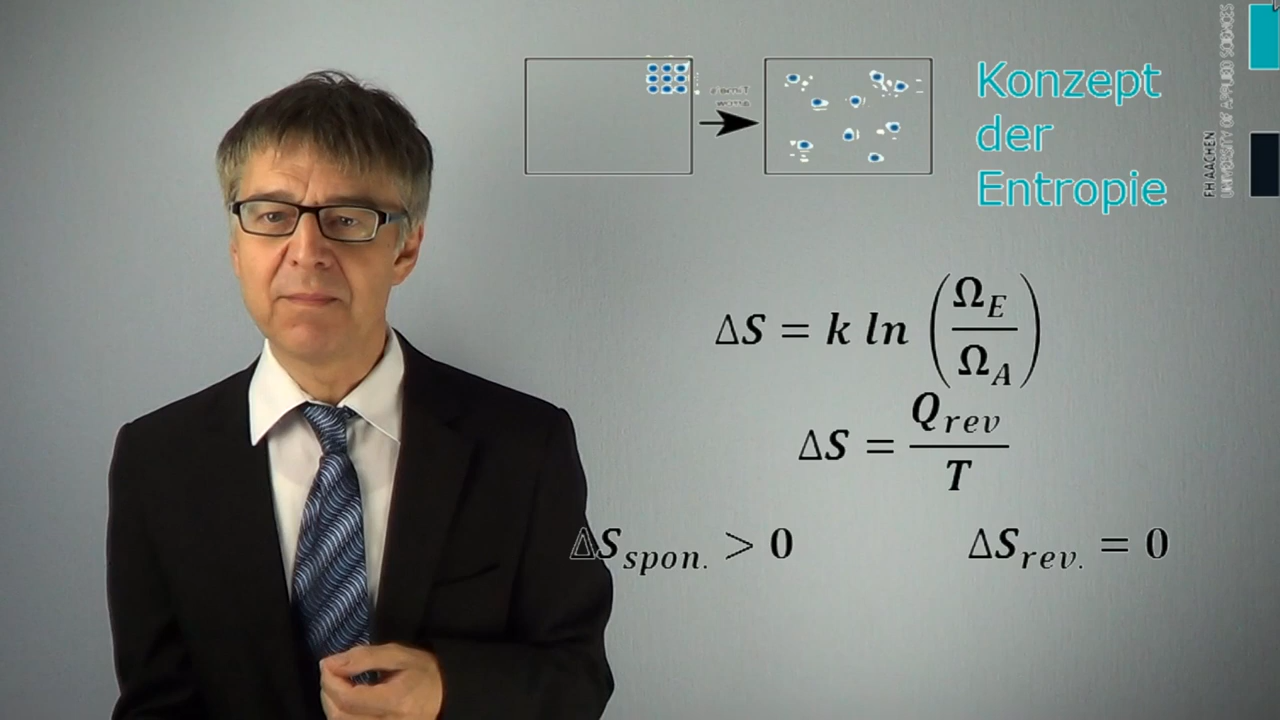 Konzept
der
Entropie
FH AACHEN
UNIVERSITY OF APPLIED SCIENCES
ΔS = k ln (Ω_E / Ω_A)
ΔS = Q_rev / T
ΔS_spon. > 0
ΔS_rev. = 0